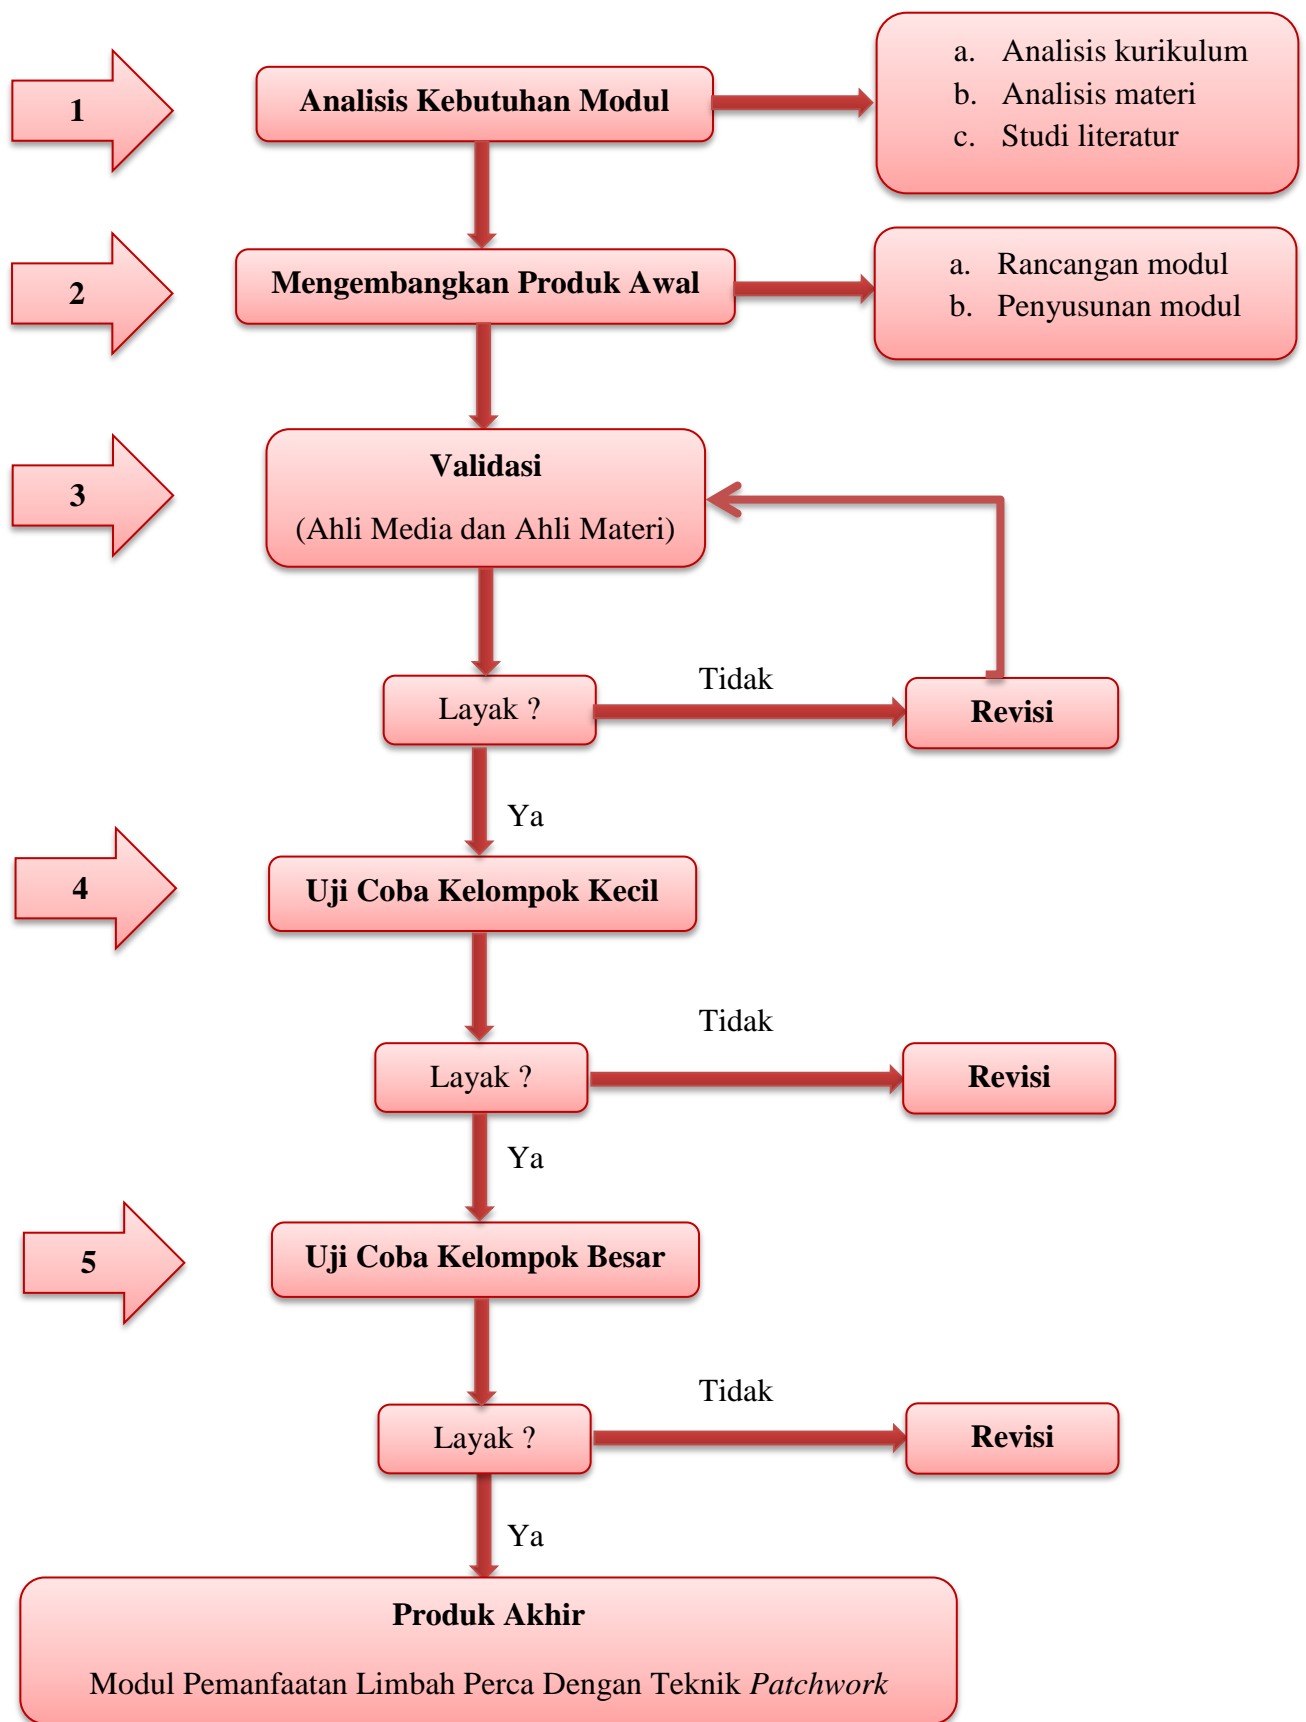 1
Analisis Kebutuhan Modul
a. Analisis kurikulum
b. Analisis materi
c. Studi literatur
2
Mengembangkan Produk Awal
a. Rancangan modul
b. Penyusunan modul
3
Validasi
(Ahli Media dan Ahli Materi)
Layak ?
Tidak
Revisi
Ya
4
Uji Coba Kelompok Kecil
Layak ?
Tidak
Revisi
Ya
5
Uji Coba Kelompok Besar
Layak ?
Tidak
Revisi
Ya
Produk Akhir
Modul Pemanfaatan Limbah Perca Dengan Teknik Patchwork